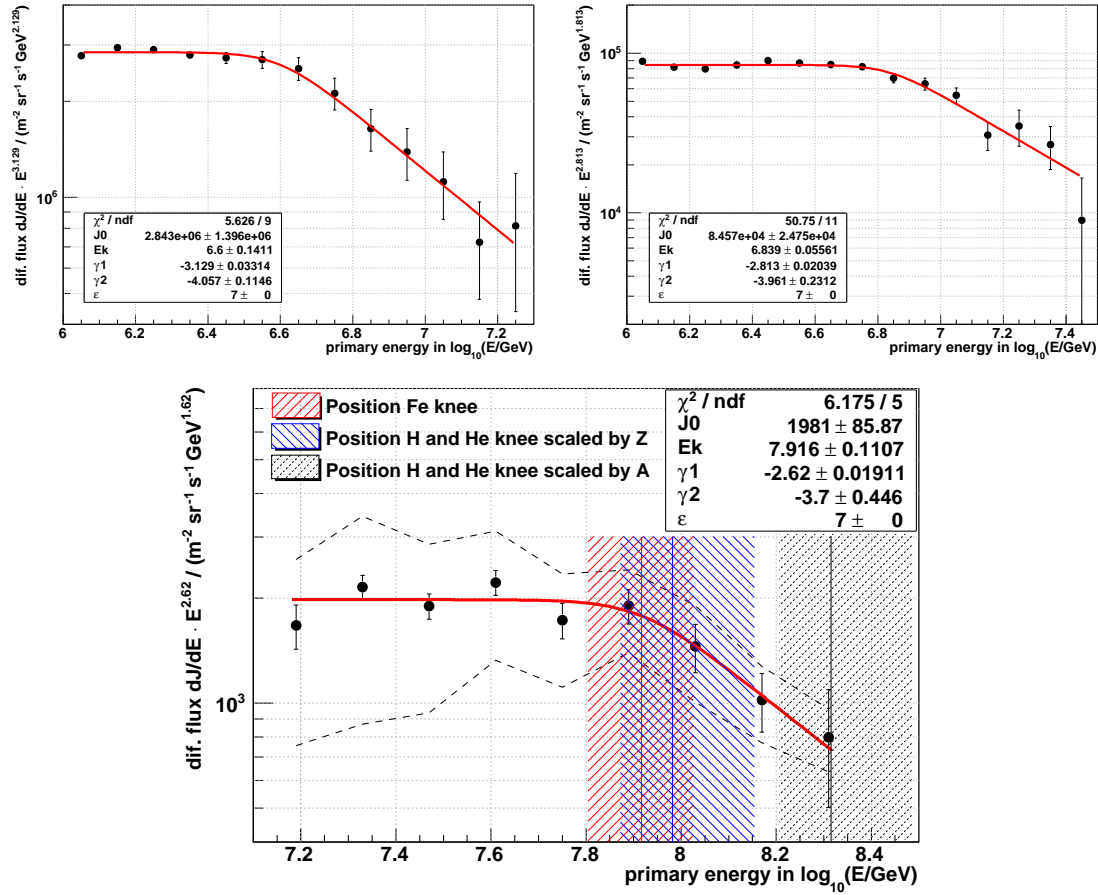 dif. flux dJ/dE · E^3.129 / (m^-2 sr^-1 s^-1 GeV^2.129)
10^6
χ² / ndf 5.626 / 9
J0 2.843e+06 ± 1.396e+06
Ek 6.6 ± 0.1411
γ1 -3.129 ± 0.03314
γ2 -4.057 ± 0.1146
ε 7 ± 0
6 6.2 6.4 6.6 6.8 7 7.2
primary energy in log10(E/GeV)
dif. flux dJ/dE · E^2.813 / (m^-2 sr^-1 s^-1 GeV^1.813)
10^5
10^4
χ² / ndf 50.75 / 11
J0 8.457e+04 ± 2.475e+04
Ek 6.839 ± 0.05561
γ1 -2.813 ± 0.02039
γ2 -3.961 ± 0.2312
ε 7 ± 0
6 6.2 6.4 6.6 6.8 7 7.2 7.4
primary energy in log10(E/GeV)
dif. flux dJ/dE · E^2.62 / (m^-2 sr^-1 s^-1 GeV^1.62)
10^3
Position Fe knee
Position H and He knee scaled by Z
Position H and He knee scaled by A
χ² / ndf 6.175 / 5
J0 1981 ± 85.87
Ek 7.916 ± 0.1107
γ1 -2.62 ± 0.01911
γ2 -3.7 ± 0.446
ε 7 ± 0
7.2 7.4 7.6 7.8 8 8.2 8.4
primary energy in log10(E/GeV)